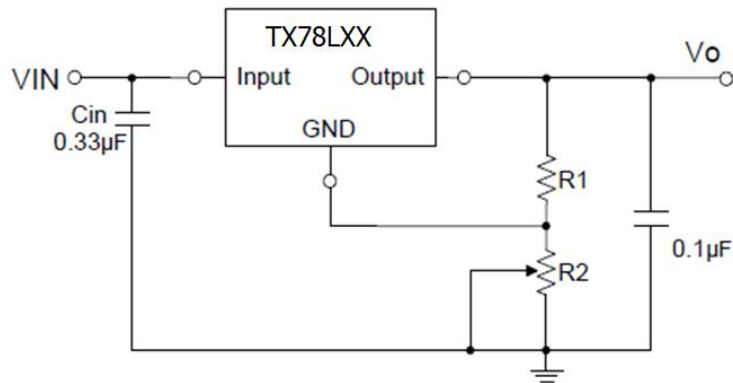 TX78LXX
VIN
Input
Output
Vo
Cin
0.33µF
GND
R1
R2
0.1µF